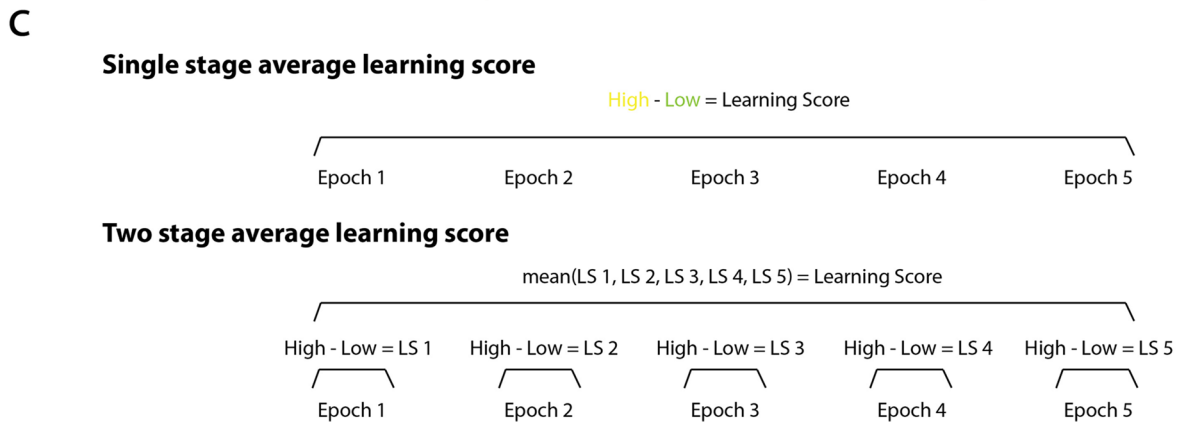 C
Single stage average learning score
High - Low = Learning Score
Epoch 1 Epoch 2 Epoch 3 Epoch 4 Epoch 5
Two stage average learning score
mean(LS 1, LS 2, LS 3, LS 4, LS 5) = Learning Score
High - Low = LS 1 High - Low = LS 2 High - Low = LS 3 High - Low = LS 4 High - Low = LS 5
Epoch 1 Epoch 2 Epoch 3 Epoch 4 Epoch 5